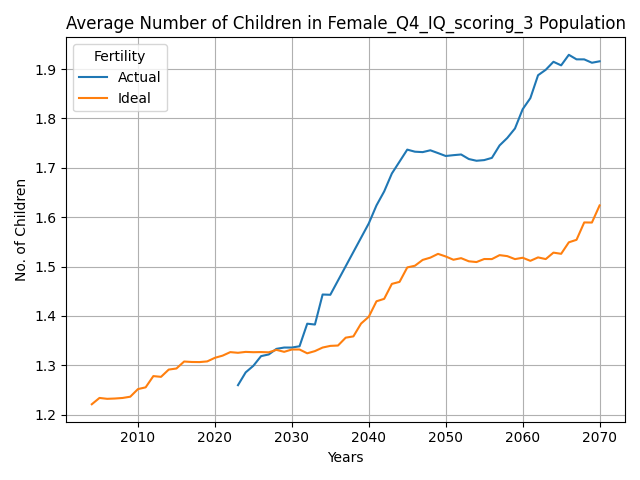 Average Number of Children in Female_Q4_IQ_scoring_3 Population
Fertility
Actual
Ideal
No. of Children
1.9
1.8
1.7
1.6
1.5
1.4
1.3
1.2
2010 2020 2030 2040 2050 2060 2070
Years